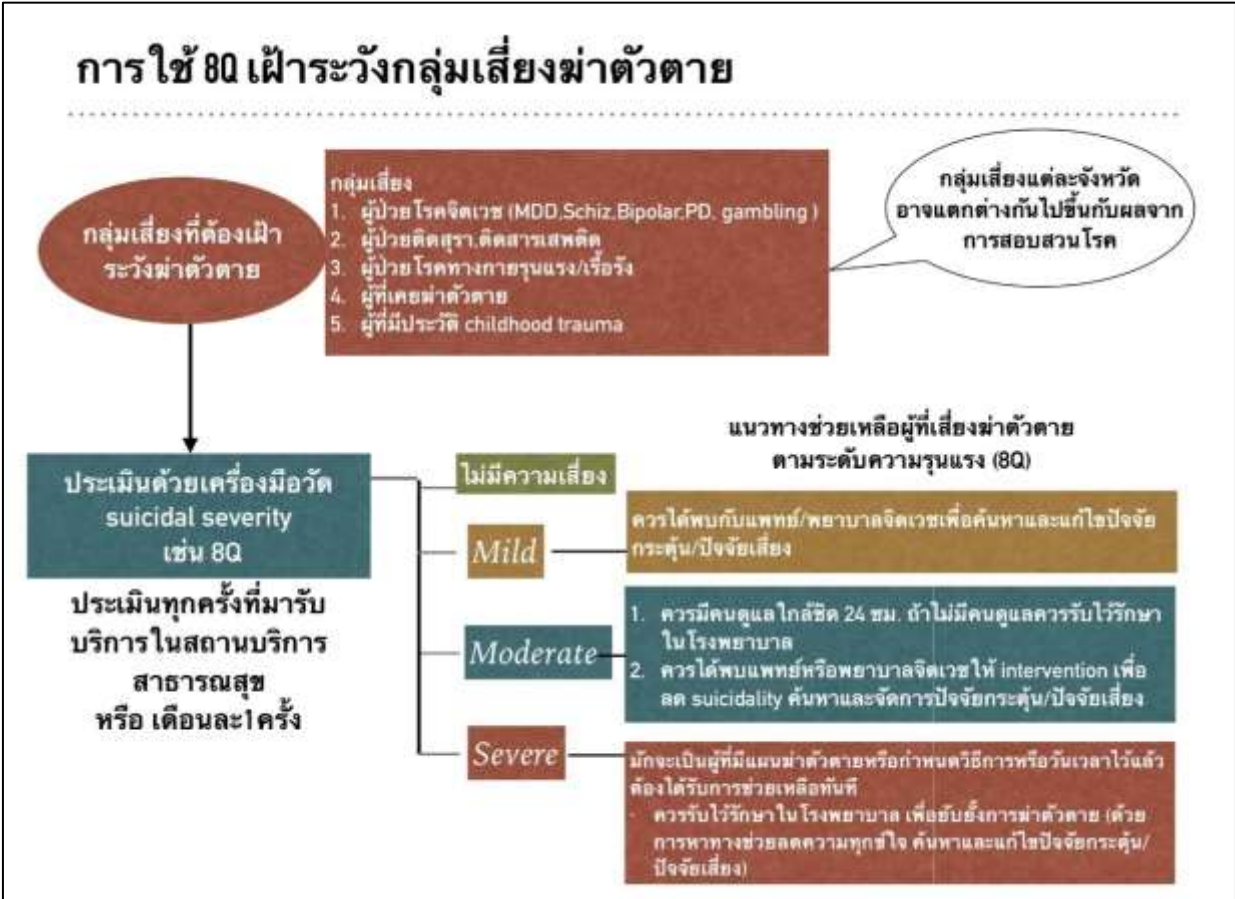 การใช้ 8Q เฝ้าระวังกลุ่มเสี่ยงฆ่าตัวตาย
กลุ่มเสี่ยงที่ต้องเฝ้า
ระวังฆ่าตัวตาย
กลุ่มเสี่ยง
1. ผู้ป่วยโรคจิตเวช (MDD,Schiz,Bipolar,PD, gambling )
2. ผู้ป่วยติดสุรา,ติดสารเสพติด
3. ผู้ป่วยโรคทางกายรุนแรง/เรื้อรัง
4. ผู้ที่เคยฆ่าตัวตาย
5. ผู้ที่มีประวัติ childhood trauma
กลุ่มเสี่ยงแต่ละจังหวัด
อาจแตกต่างกันไปขึ้นกับผลจาก
การสอบสวนโรค
ประเมินด้วยเครื่องมือวัด
suicidal severity
เช่น 8Q
ประเมินทุกครั้งที่มารับ
บริการในสถานบริการ
สาธารณสุข
หรือ เดือนละ1ครั้ง
แนวทางช่วยเหลือผู้ที่เสี่ยงฆ่าตัวตาย
ตามระดับความรุนแรง (8Q)
ไม่มีความเสี่ยง
Mild
ควรได้พบกับแพทย์/พยาบาลจิตเวชเพื่อค้นหาและแก้ไขปัจจัย
กระตุ้น/ปัจจัยเสี่ยง
Moderate
1. ควรมีคนดูแลใกล้ชิด 24 ชม. ถ้าไม่มีคนดูแลควรรับไว้รักษา
ในโรงพยาบาล
2. ควรได้พบแพทย์หรือพยาบาลจิตเวชให้ intervention เพื่อ
ลด suicidality ค้นหาและจัดการปัจจัยกระตุ้น/ปัจจัยเสี่ยง
Severe
มักจะเป็นผู้ที่มีแผนฆ่าตัวตายหรือกำหนดวิธีการหรือวันเวลาไว้แล้ว
ต้องได้รับการช่วยเหลือทันที
- ควรรับไว้รักษาในโรงพยาบาล เพื่อยับยั้งการฆ่าตัวตาย (ด้วย
การหาทางช่วยลดความทุกข์ใจ ค้นหาและแก้ไขปัจจัยกระตุ้น/
ปัจจัยเสี่ยง)